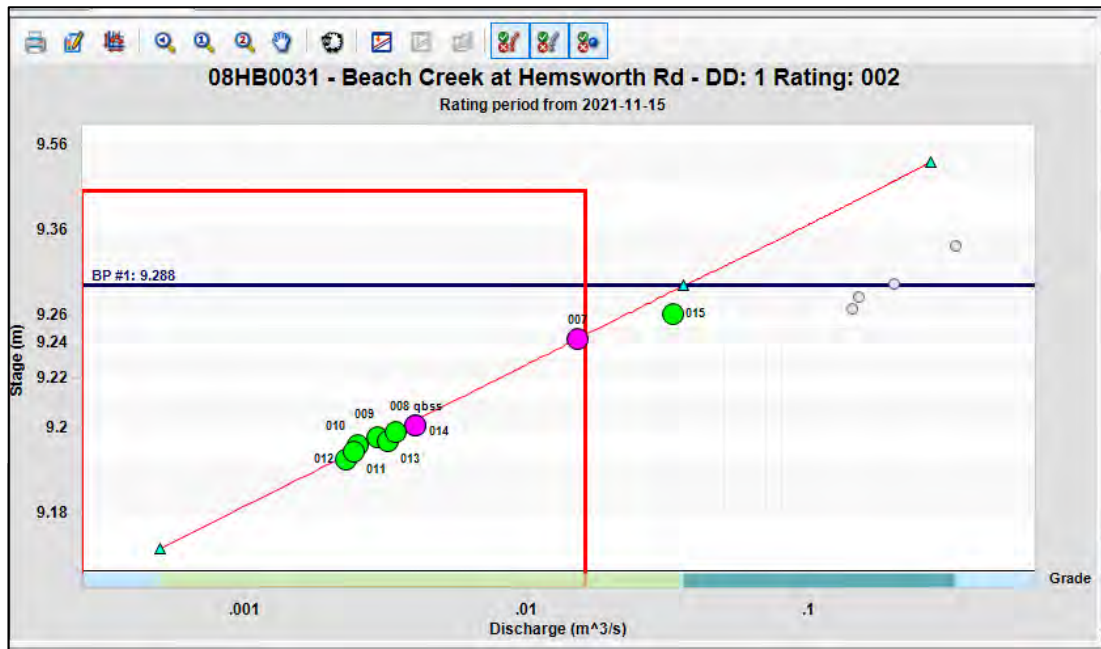 08HB0031 - Beach Creek at Hemsworth Rd - DD: 1 Rating: 002
Rating period from 2021-11-15
9.56
9.36
BP #1: 9.288
9.26
007
015
9.24
Stage (m)
9.22
008 qbss
009
010
9.2
014
012
011
013
9.18
Grade
.001
.01
.1
Discharge (m^3/s)